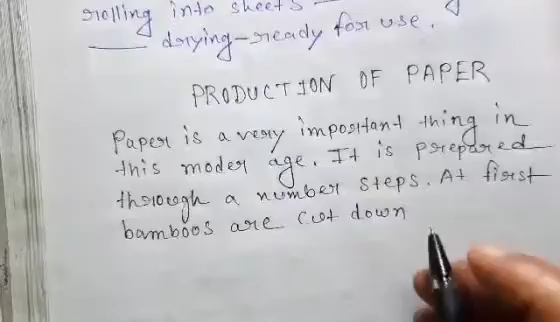 rolling into sheets
drying-ready for use.
PRODUCTION OF PAPER
Paper is a very important thing in
this moder age. It is prepared
through a number steps. At first
bamboos are cut down